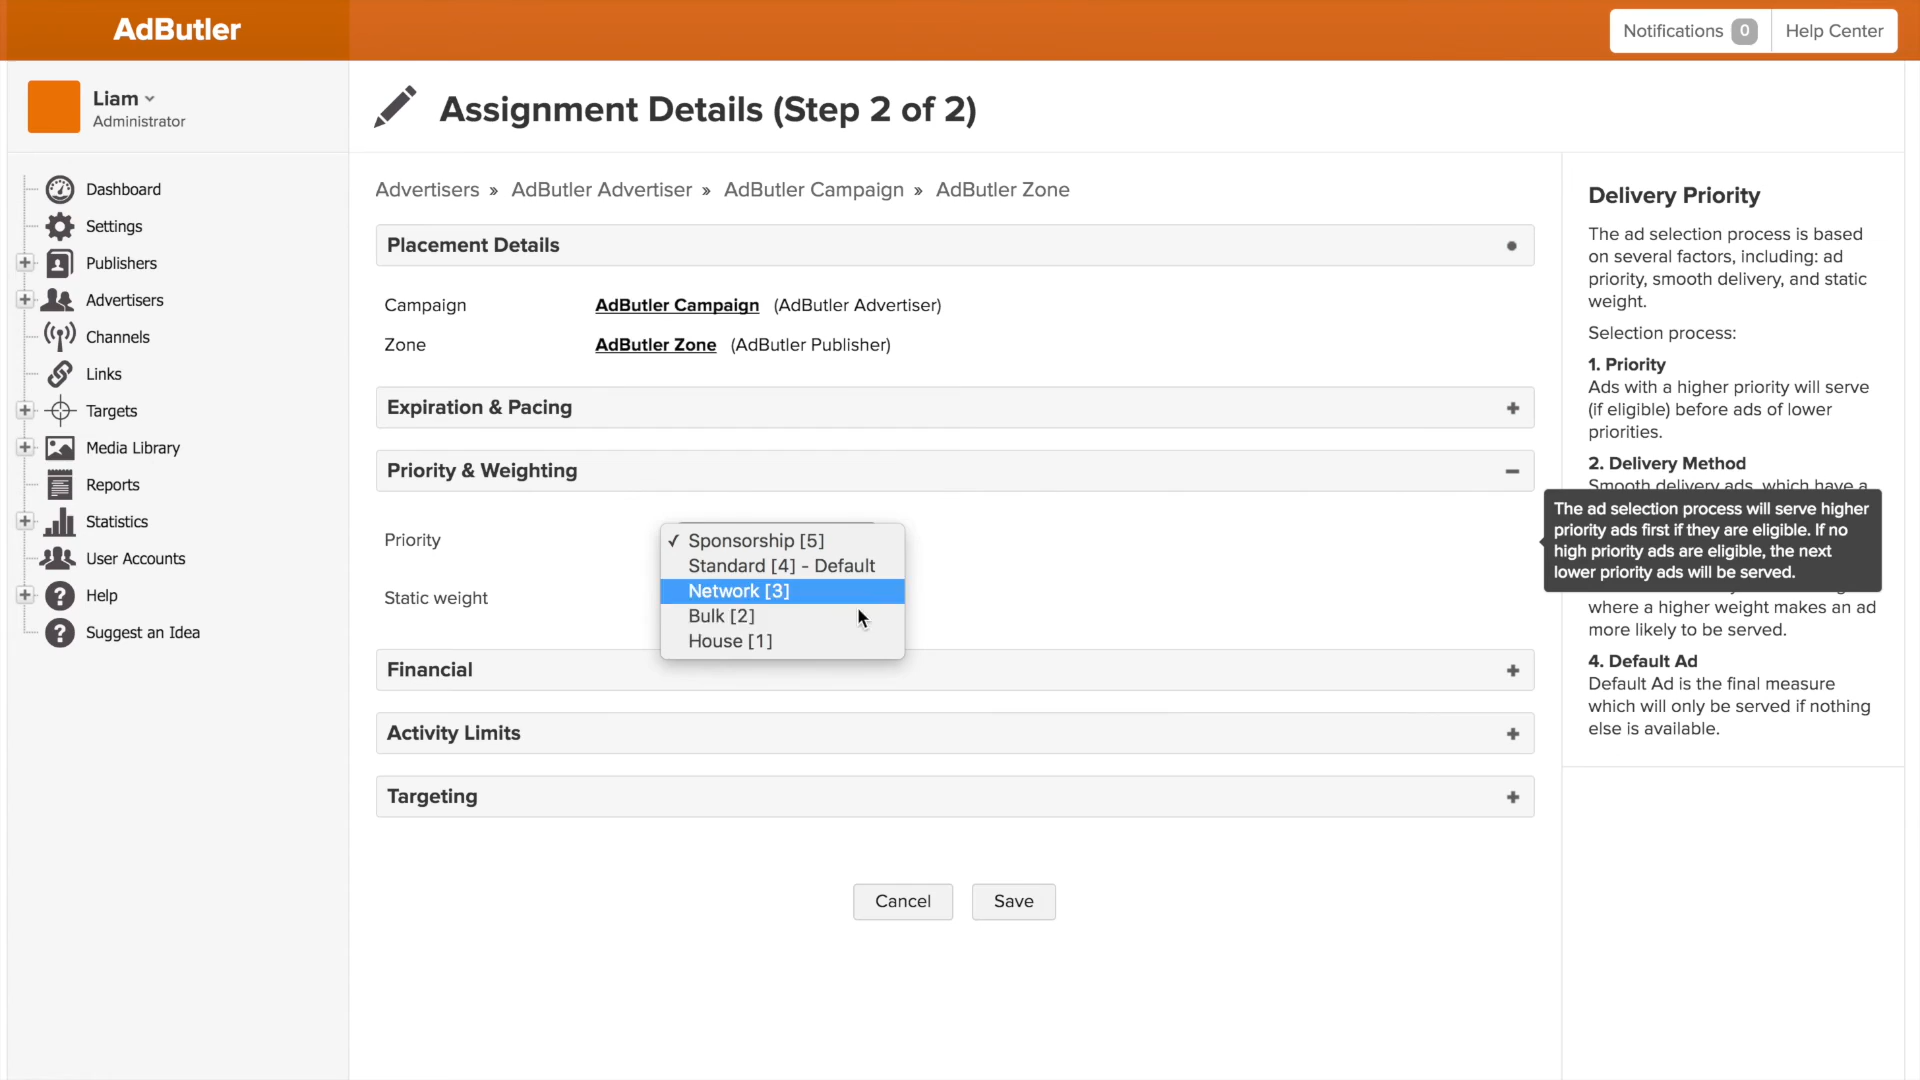 AdButler
Notifications 0
Help Center
Liam
Administrator
Dashboard
Settings
Publishers
Advertisers
Channels
Links
Targets
Media Library
Reports
Statistics
User Accounts
Help
Suggest an Idea
Assignment Details (Step 2 of 2)
Advertisers » AdButler Advertiser » AdButler Campaign » AdButler Zone
Placement Details
Campaign AdButler Campaign (AdButler Advertiser)
Zone AdButler Zone (AdButler Publisher)
Expiration & Pacing
Priority & Weighting
Priority
✓ Sponsorship [5]
Standard [4] - Default
Network [3]
Bulk [2]
House [1]
Static weight
Financial
Activity Limits
Targeting
Cancel
Save
Delivery Priority
The ad selection process is based
on several factors, including: ad
priority, smooth delivery, and static
weight.
Selection process:
1. Priority
Ads with a higher priority will serve
(if eligible) before ads of lower
priorities.
2. Delivery Method
Smooth delivery ads, which have a
The ad selection process will serve higher
priority ads first if they are eligible. If no
high priority ads are eligible, the next
lower priority ads will be served.
where a higher weight makes an ad
more likely to be served.
4. Default Ad
Default Ad is the final measure
which will only be served if nothing
else is available.